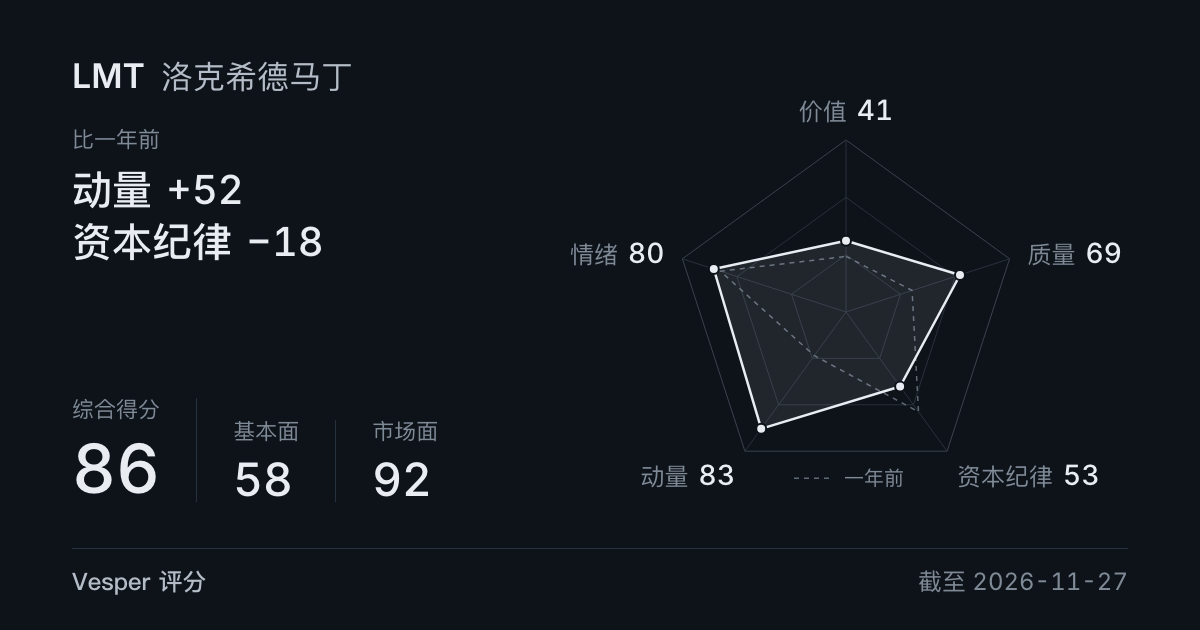 LMT 洛克希德马丁
比一年前
动量 +52
资本纪律 −18
综合得分
86
基本面
58
市场面
92
价值 41
质量 69
资本纪律 53
动量 83
情绪 80
一年前
Vesper 评分
截至 2026-11-27